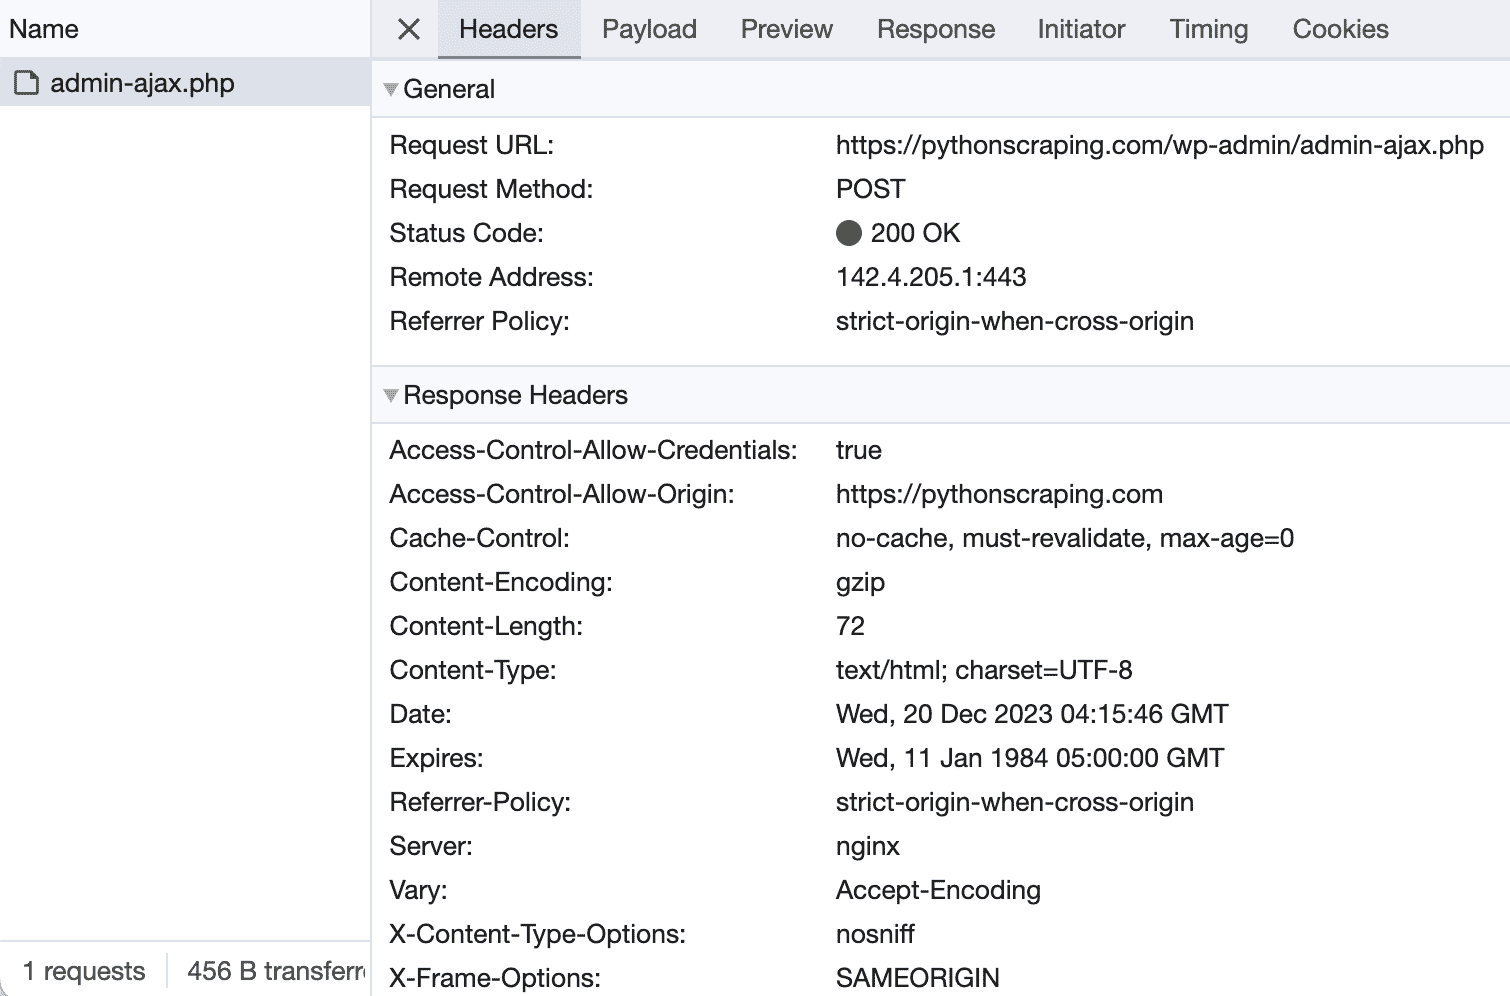 Name
Headers Payload Preview Response Initiator Timing Cookies
admin-ajax.php
General
Request URL: https://pythonscraping.com/wp-admin/admin-ajax.php
Request Method: POST
Status Code: 200 OK
Remote Address: 142.4.205.1:443
Referrer Policy: strict-origin-when-cross-origin
Response Headers
Access-Control-Allow-Credentials: true
Access-Control-Allow-Origin: https://pythonscraping.com
Cache-Control: no-cache, must-revalidate, max-age=0
Content-Encoding: gzip
Content-Length: 72
Content-Type: text/html; charset=UTF-8
Date: Wed, 20 Dec 2023 04:15:46 GMT
Expires: Wed, 11 Jan 1984 05:00:00 GMT
Referrer-Policy: strict-origin-when-cross-origin
Server: nginx
Vary: Accept-Encoding
X-Content-Type-Options: nosniff
X-Frame-Options: SAMEORIGIN
1 requests 456 B transferr